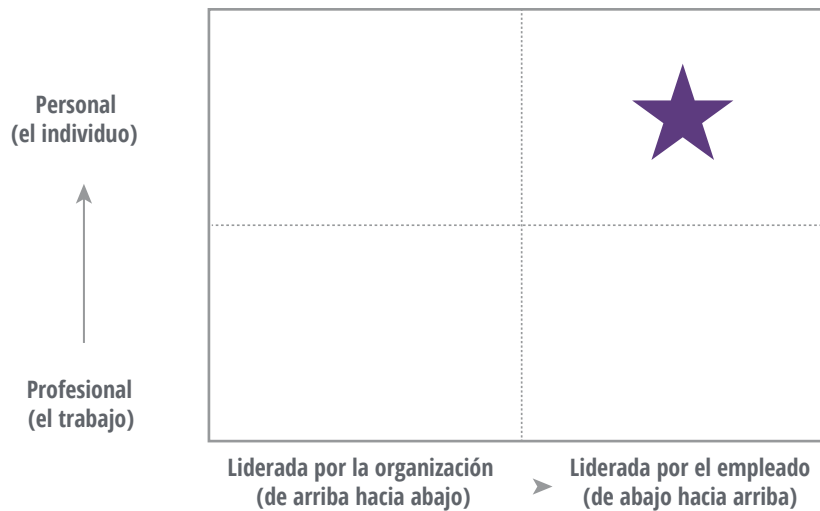 Personal
(el individuo)
Profesional
(el trabajo)
Liderada por la organización
(de arriba hacia abajo)
Liderada por el empleado
(de abajo hacia arriba)